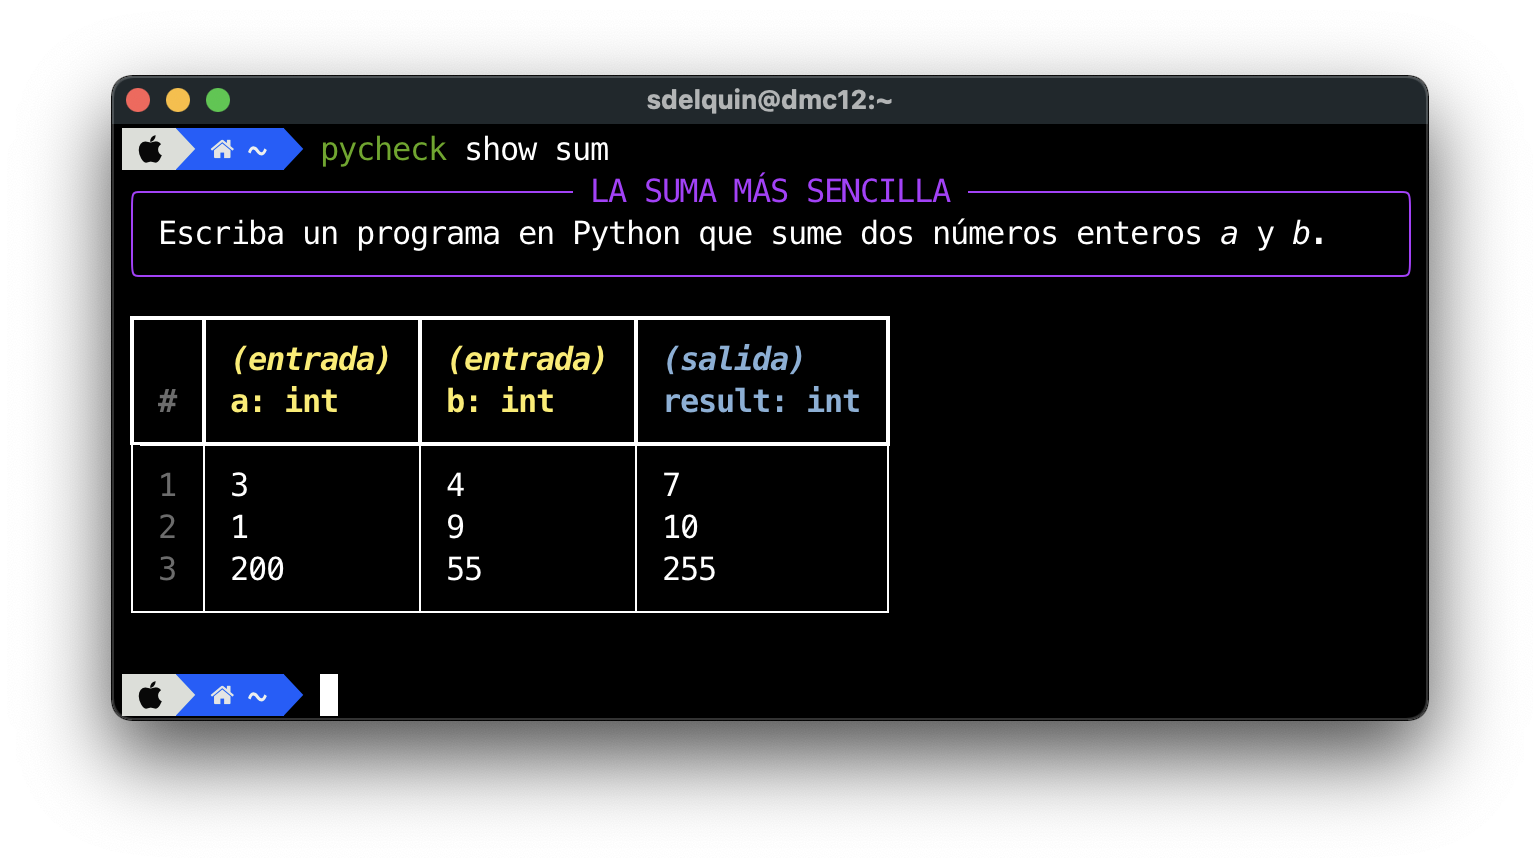 sdelquin@dmc12:~
~ pycheck show sum
LA SUMA MÁS SENCILLA
Escriba un programa en Python que sume dos números enteros a y b.
(entrada) (entrada) (salida)
# a: int b: int result: int
1 3 4 7
2 1 9 10
3 200 55 255
~